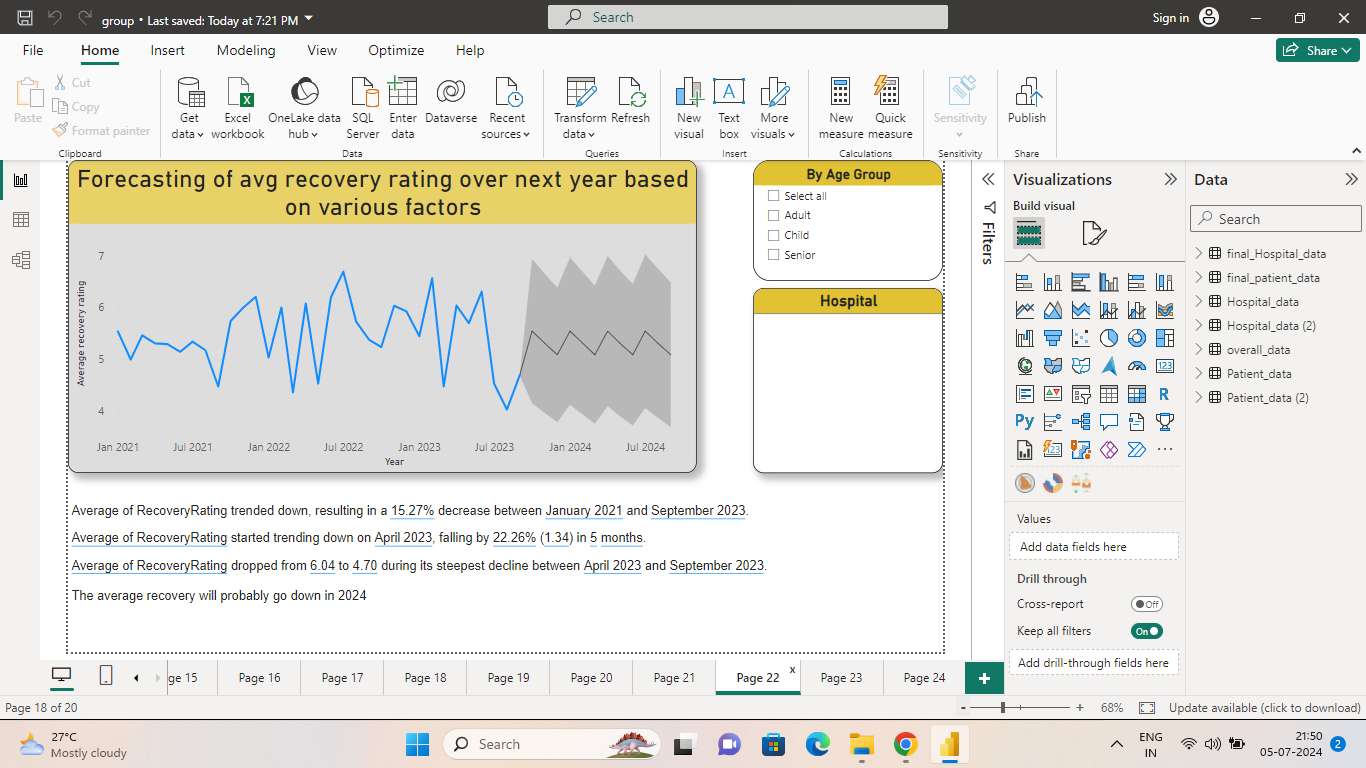 group • Last saved: Today at 7:21 PM
Search
Sign in
File Home Insert Modeling View Optimize Help
Share
Paste
Cut
Copy
Format painter
Clipboard
Get data
Excel workbook
OneLake data hub
SQL Server
Enter data
Dataverse
Recent sources
Data
Transform data
Refresh
Queries
New visual
Text box
More visuals
Insert
New measure
Quick measure
Calculations
Sensitivity
Sensitivity
Publish
Share
Forecasting of avg recovery rating over next year based
on various factors
Average recovery rating
7
6
5
4
Jan 2021 Jul 2021 Jan 2022 Jul 2022 Jan 2023 Jul 2023 Jan 2024 Jul 2024
Year
By Age Group
Select all
Adult
Child
Senior
Hospital
Average of RecoveryRating trended down, resulting in a 15.27% decrease between January 2021 and September 2023.
Average of RecoveryRating started trending down on April 2023, falling by 22.26% (1.34) in 5 months.
Average of RecoveryRating dropped from 6.04 to 4.70 during its steepest decline between April 2023 and September 2023.
The average recovery will probably go down in 2024
Filters
Visualizations
Build visual
123
R
Py
123
Values
Add data fields here
Drill through
Cross-report
Off
Keep all filters
On
Add drill-through fields here
Data
Search
final_Hospital_data
final_patient_data
Hospital_data
Hospital_data (2)
overall_data
Patient_data
Patient_data (2)
ge 15 Page 16 Page 17 Page 18 Page 19 Page 20 Page 21 Page 22 x Page 23 Page 24 +
Page 18 of 20
- + 68%
Update available (click to download)
27°C
Mostly cloudy
Search
ENG
IN
21:50
05-07-2024
2